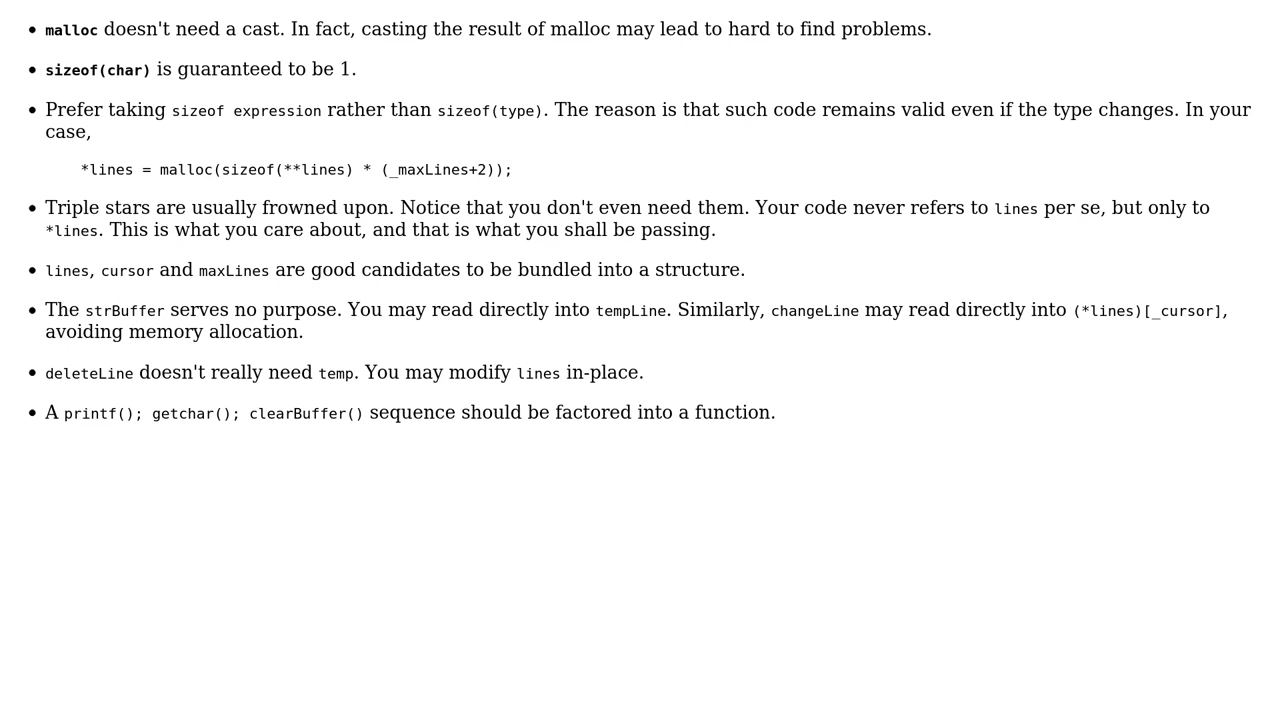 • malloc doesn't need a cast. In fact, casting the result of malloc may lead to hard to find problems.
• sizeof(char) is guaranteed to be 1.
• Prefer taking sizeof expression rather than sizeof(type). The reason is that such code remains valid even if the type changes. In your
case,
*lines = malloc(sizeof(**lines) * (_maxLines+2));
• Triple stars are usually frowned upon. Notice that you don't even need them. Your code never refers to lines per se, but only to
*lines. This is what you care about, and that is what you shall be passing.
• lines, cursor and maxLines are good candidates to be bundled into a structure.
• The strBuffer serves no purpose. You may read directly into tempLine. Similarly, changeLine may read directly into (*lines)[_cursor],
avoiding memory allocation.
• deleteLine doesn't really need temp. You may modify lines in-place.
• A printf(); getchar(); clearBuffer() sequence should be factored into a function.